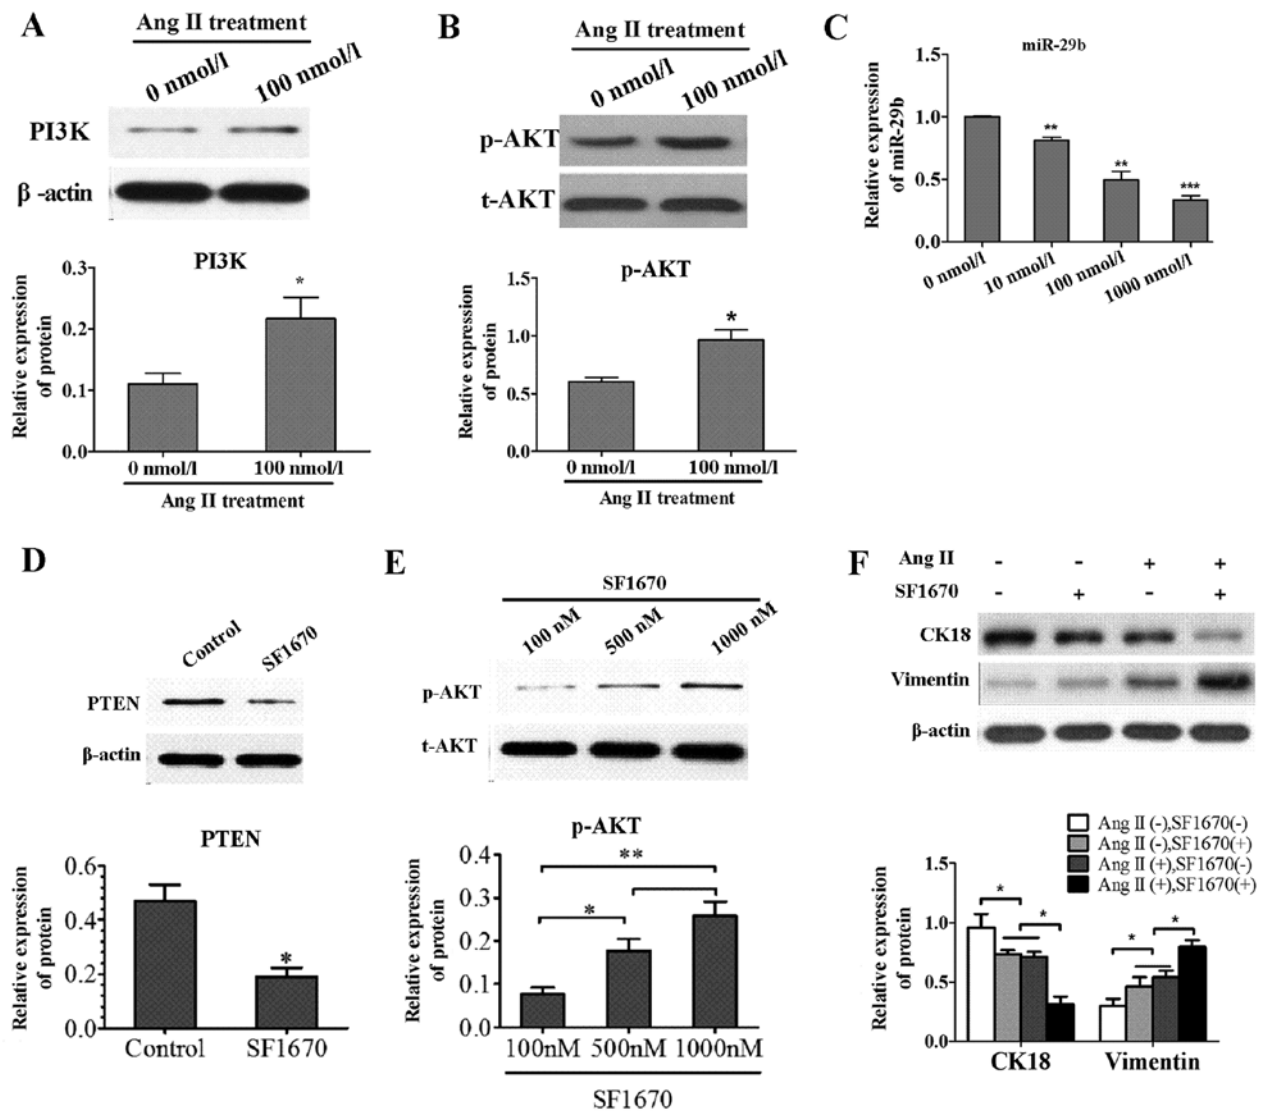 A
Ang II treatment
0 nmol/l
100 nmol/l
PI3K
β -actin
PI3K
Relative expression
of protein
0.3
0.2
0.1
0.0
*
0 nmol/l
100 nmol/l
Ang II treatment
B
Ang II treatment
0 nmol/l
100 nmol/l
p-AKT
t-AKT
p-AKT
Relative expression
of protein
1.5
1.0
0.5
0.0
*
0 nmol/l
100 nmol/l
Ang II treatment
C
miR-29b
Relative expression
of miR-29b
1.5
1.0
0.5
0.0
**
**
***
0 nmol/l
10 nmol/l
100 nmol/l
1000 nmol/l
D
Control
SF1670
PTEN
β-actin
PTEN
Relative expression
of protein
0.6
0.4
0.2
0.0
*
Control
SF1670
E
SF1670
100 nM
500 nM
1000 nM
p-AKT
t-AKT
p-AKT
Relative expression
of protein
0.4
0.3
0.2
0.1
0.0
**
*
100nM
500nM
1000nM
SF1670
F
Ang II - - + +
SF1670 - + - +
CK18
Vimentin
β-actin
Ang II (-),SF1670(-)
Ang II (-),SF1670(+)
Ang II (+),SF1670(-)
Ang II (+),SF1670(+)
Relative expression
of protein
1.5
1.0
0.5
0.0
*
*
*
*
CK18
Vimentin